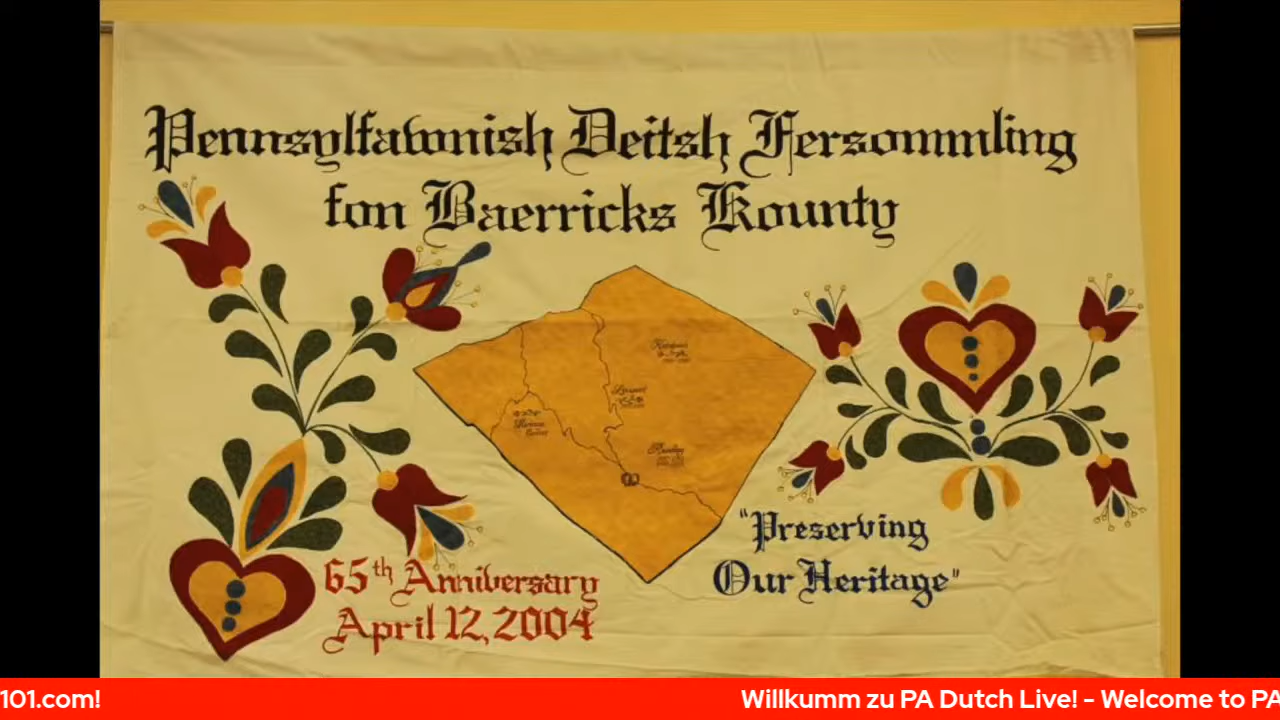 Pennsylfawnish Deitsh Fersommling
fon Baerricks Kounty
"Preserving
Our Heritage"
65th Anniversary
April 12, 2004
101.com!
Willkumm zu PA Dutch Live! - Welcome to PA